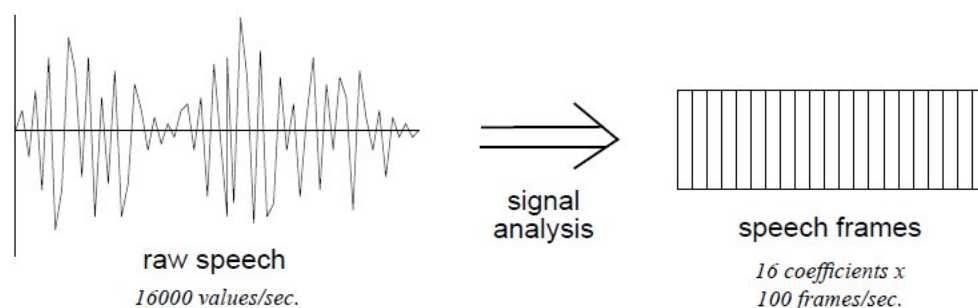 raw speech
16000 values/sec.
signal
analysis
speech frames
16 coefficients x
100 frames/sec.